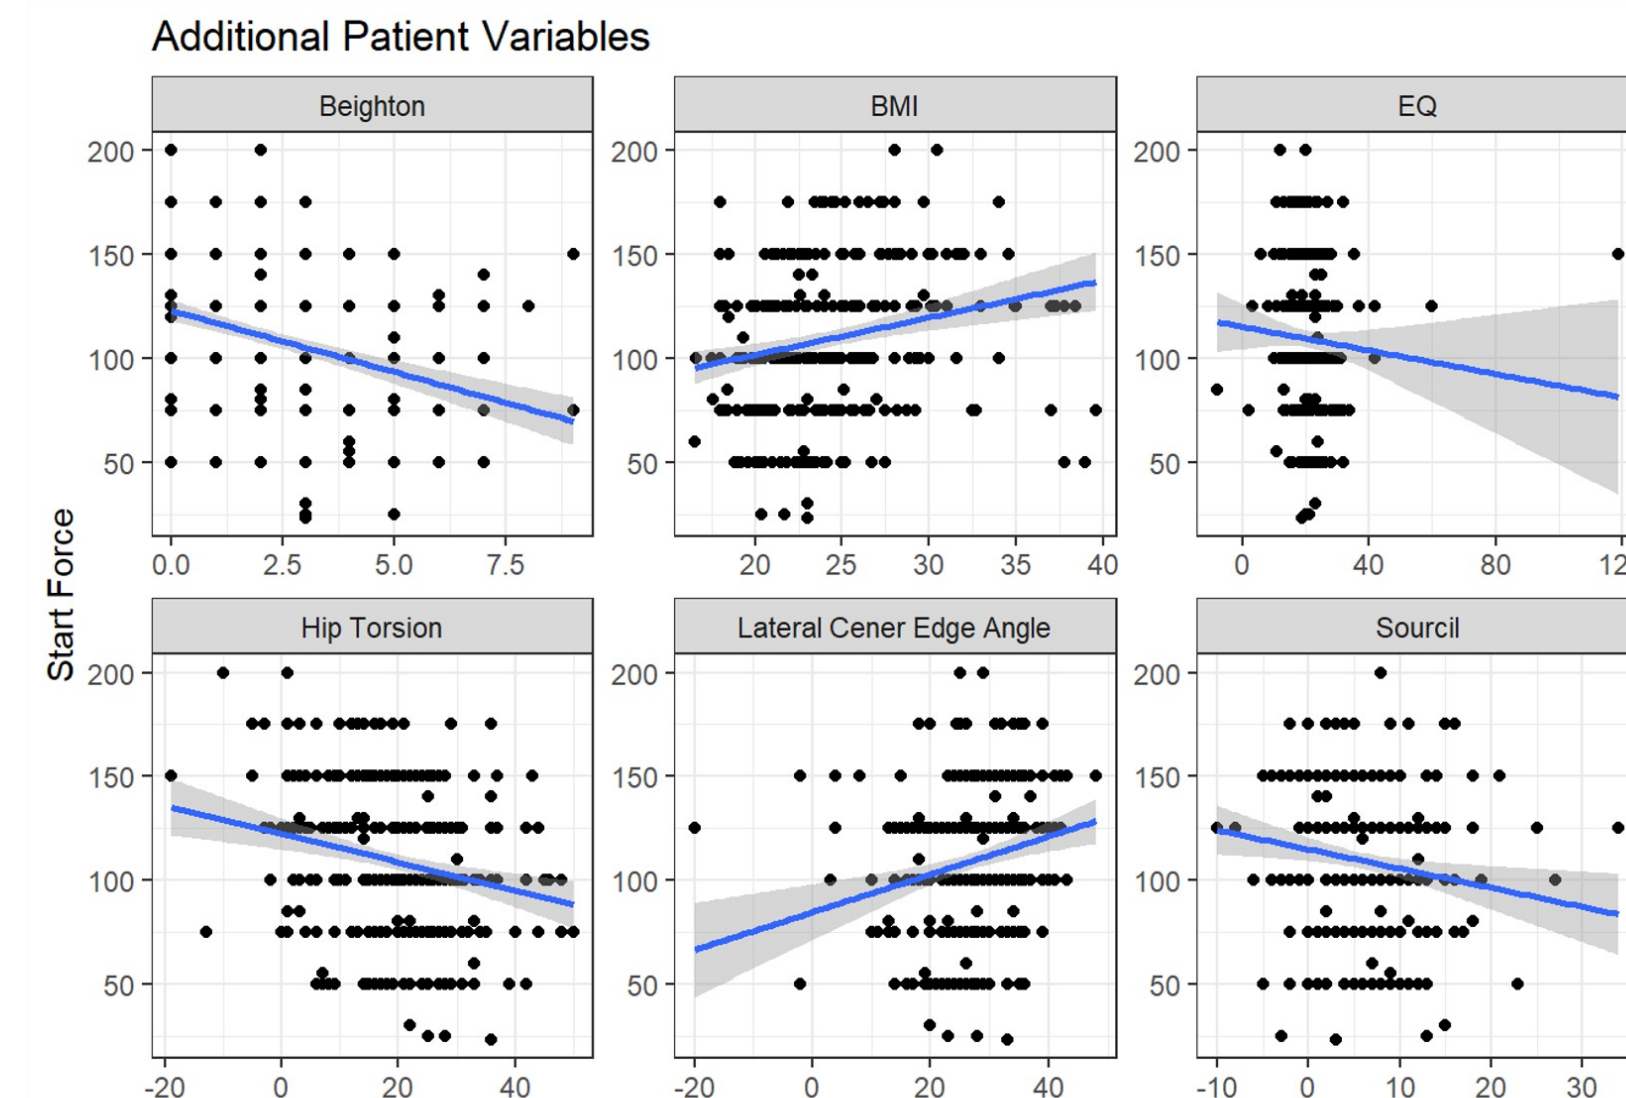 Additional Patient Variables
Beighton
BMI
EQ
200
150
100
50
200
150
100
50
200
150
100
50
0.0 2.5 5.0 7.5
20 25 30 35 40
0 40 80 12
Start Force
Hip Torsion
Lateral Cener Edge Angle
Sourcil
200
150
100
50
200
150
100
50
200
150
100
50
-20 0 20 40
-20 0 20 40
-10 0 10 20 30